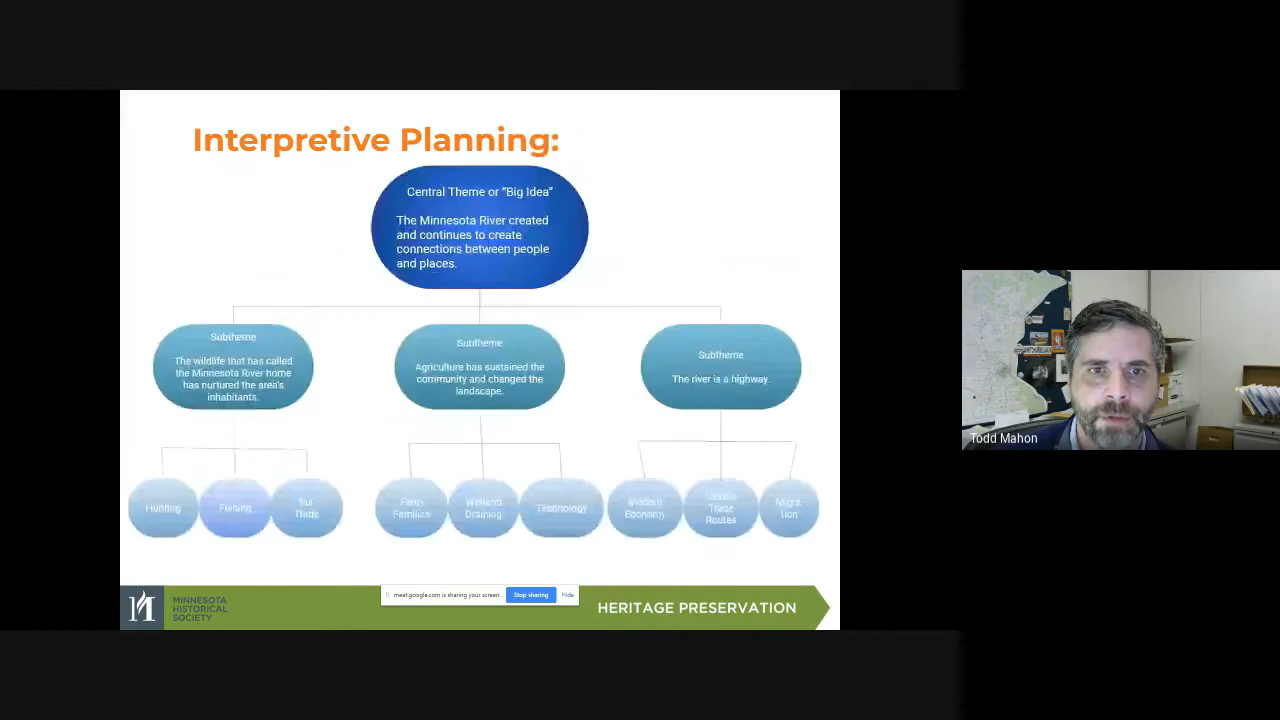 Interpretive Planning:
Central Theme or "Big Idea"
The Minnesota River created
and continues to create
connections between people
and places.
Subtheme
The wildlife that has called
the Minnesota River home
has nurtured the area's
inhabitants.
Subtheme
Agriculture has sustained the
community and changed the
landscape.
Subtheme
The river is a highway.
Hunting
Fishing
Fur
Trade
Farm
Families
Wetland
Draining
Technology
Modern
Economy
Trade
Routes
Migra
tion
MINNESOTA
HISTORICAL
SOCIETY
meet.google.com is sharing your screen.
Stop sharing
Hide
HERITAGE PRESERVATION
Todd Mahon